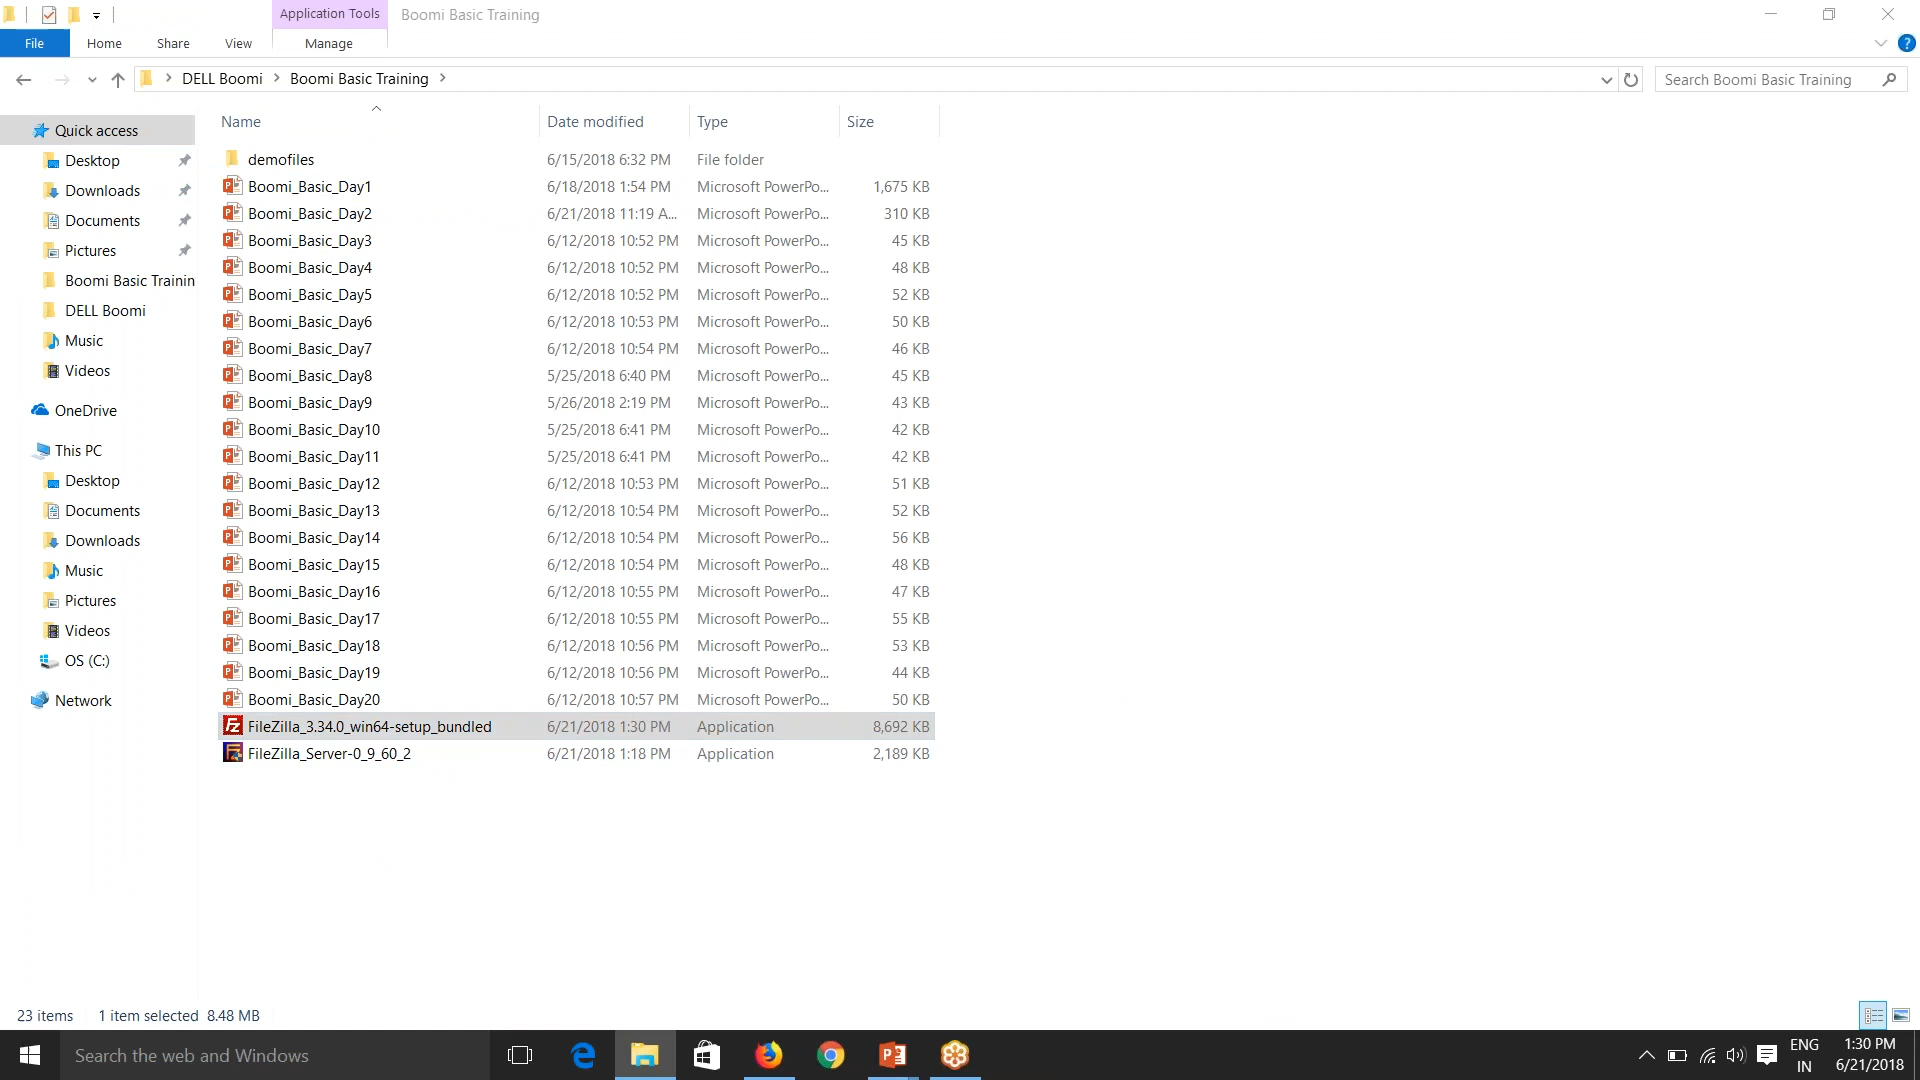 Application Tools Boomi Basic Training
File Home Share View Manage
DELL Boomi Boomi Basic Training Search Boomi Basic Training
Name Date modified Type Size
Quick access
Desktop
Downloads
Documents
Pictures
Boomi Basic Trainin
DELL Boomi
Music
Videos
OneDrive
This PC
Desktop
Documents
Downloads
Music
Pictures
Videos
OS (C:)
Network
demofiles 6/15/2018 6:32 PM File folder
Boomi_Basic_Day1 6/18/2018 1:54 PM Microsoft PowerPo... 1,675 KB
Boomi_Basic_Day2 6/21/2018 11:19 A... Microsoft PowerPo... 310 KB
Boomi_Basic_Day3 6/12/2018 10:52 PM Microsoft PowerPo... 45 KB
Boomi_Basic_Day4 6/12/2018 10:52 PM Microsoft PowerPo... 48 KB
Boomi_Basic_Day5 6/12/2018 10:52 PM Microsoft PowerPo... 52 KB
Boomi_Basic_Day6 6/12/2018 10:53 PM Microsoft PowerPo... 50 KB
Boomi_Basic_Day7 6/12/2018 10:54 PM Microsoft PowerPo... 46 KB
Boomi_Basic_Day8 5/25/2018 6:40 PM Microsoft PowerPo... 45 KB
Boomi_Basic_Day9 5/26/2018 2:19 PM Microsoft PowerPo... 43 KB
Boomi_Basic_Day10 5/25/2018 6:41 PM Microsoft PowerPo... 42 KB
Boomi_Basic_Day11 5/25/2018 6:41 PM Microsoft PowerPo... 42 KB
Boomi_Basic_Day12 6/12/2018 10:53 PM Microsoft PowerPo... 51 KB
Boomi_Basic_Day13 6/12/2018 10:54 PM Microsoft PowerPo... 52 KB
Boomi_Basic_Day14 6/12/2018 10:54 PM Microsoft PowerPo... 56 KB
Boomi_Basic_Day15 6/12/2018 10:54 PM Microsoft PowerPo... 48 KB
Boomi_Basic_Day16 6/12/2018 10:55 PM Microsoft PowerPo... 47 KB
Boomi_Basic_Day17 6/12/2018 10:55 PM Microsoft PowerPo... 55 KB
Boomi_Basic_Day18 6/12/2018 10:56 PM Microsoft PowerPo... 53 KB
Boomi_Basic_Day19 6/12/2018 10:56 PM Microsoft PowerPo... 44 KB
Boomi_Basic_Day20 6/12/2018 10:57 PM Microsoft PowerPo... 50 KB
FileZilla_3.34.0_win64-setup_bundled 6/21/2018 1:30 PM Application 8,692 KB
FileZilla_Server-0_9_60_2 6/21/2018 1:18 PM Application 2,189 KB
23 items 1 item selected 8.48 MB
Search the web and Windows
ENG
IN
1:30 PM
6/21/2018